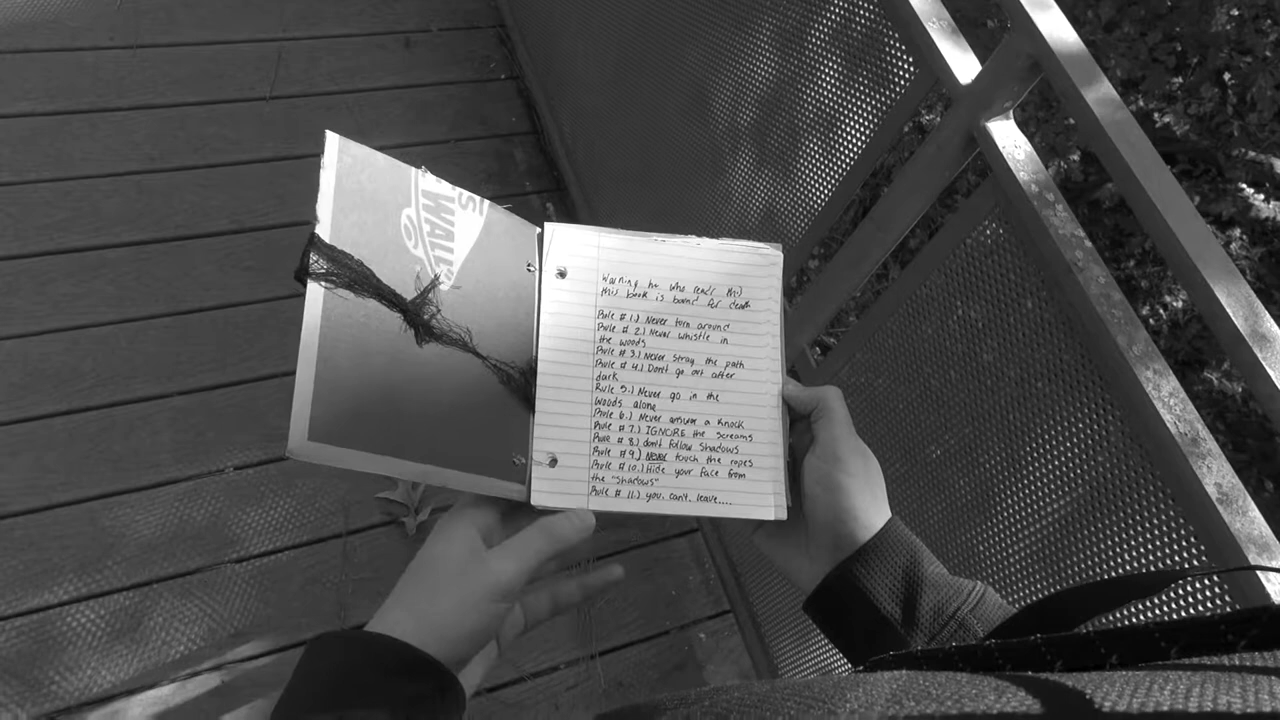 S
WALLS
Warning he who reads this
this book is bound for death
Rule # 1.) Never turn around
Rule # 2.) Never whistle in
the woods
Rule # 3.) Never stray the path
Rule # 4.) Don't go out after
dark
Rule 5.) Never go in the
woods alone
Rule 6.) Never answer a knock
Rule # 7.) IGNORE the screams
Rule # 8.) don't follow shadows
Rule # 9.) Never touch the ropes
Rule # 10.) Hide your face from
the "shadows"
Rule # 11.) you. can't. leave....